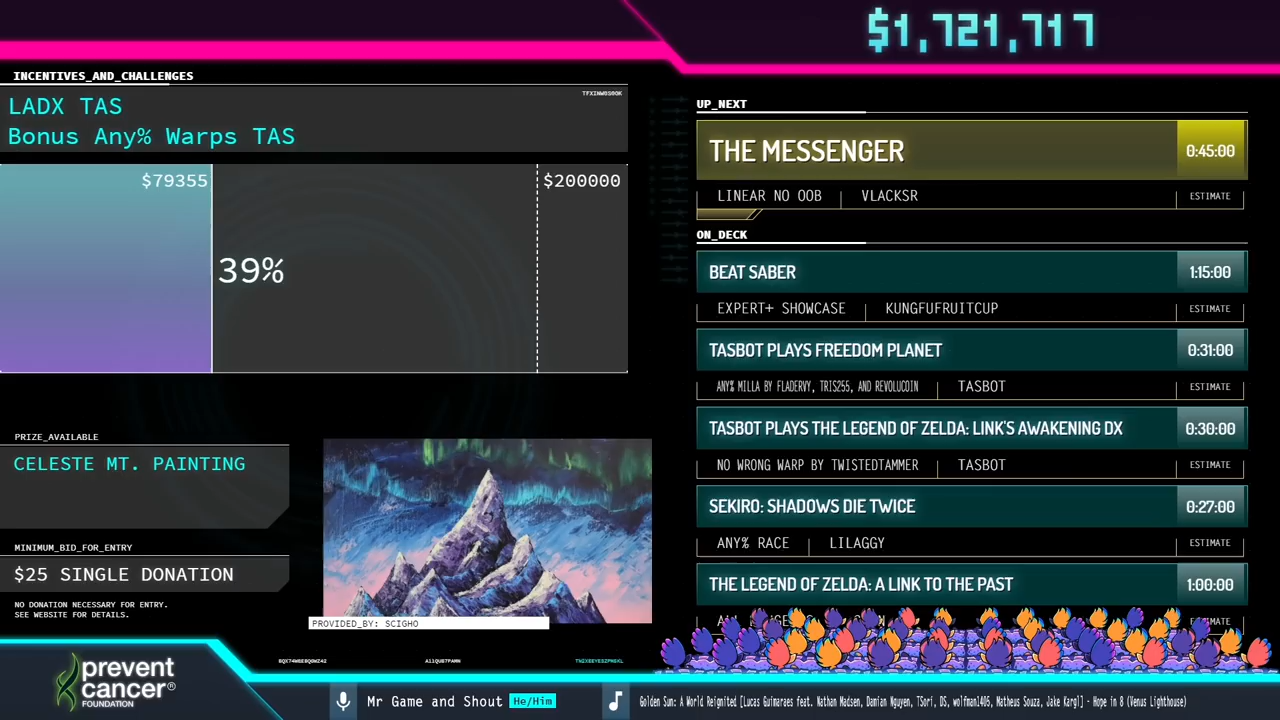 $1,721,717
INCENTIVES_AND_CHALLENGES
LADX TAS
Bonus Any% Warps TAS
$79355
$200000
39%
PRIZE_AVAILABLE
CELESTE MT. PAINTING
MINIMUM_BID_FOR_ENTRY
$25 SINGLE DONATION
NO DONATION NECESSARY FOR ENTRY.
SEE WEBSITE FOR DETAILS.
PROVIDED_BY: SCIGHO
UP_NEXT
THE MESSENGER 0:45:00
LINEAR NO OOB VLACKSR ESTIMATE
ON_DECK
BEAT SABER 1:15:00
EXPERT+ SHOWCASE KUNGFUFRUITCUP ESTIMATE
TASBOT PLAYS FREEDOM PLANET 0:31:00
ANY% MILLA BY FLADERVY, TRIS255, AND REVOLUCOIN TASBOT ESTIMATE
TASBOT PLAYS THE LEGEND OF ZELDA: LINK'S AWAKENING DX 0:30:00
NO WRONG WARP BY TWISTEDTAMMER TASBOT ESTIMATE
SEKIRO: SHADOWS DIE TWICE 0:27:00
ANY% RACE LILAGGY ESTIMATE
THE LEGEND OF ZELDA: A LINK TO THE PAST 1:00:00
prevent
cancer®
FOUNDATION
Mr Game and Shout He/Him
Golden Sun: A World Reignited [Lucas Guimaraes feat. Nathan Madsen, Damian Nguyen, TSori, DS, wolfman1405, Matheus Souza, Jake Karg]] - Hope in 8 (Venus Lighthouse)